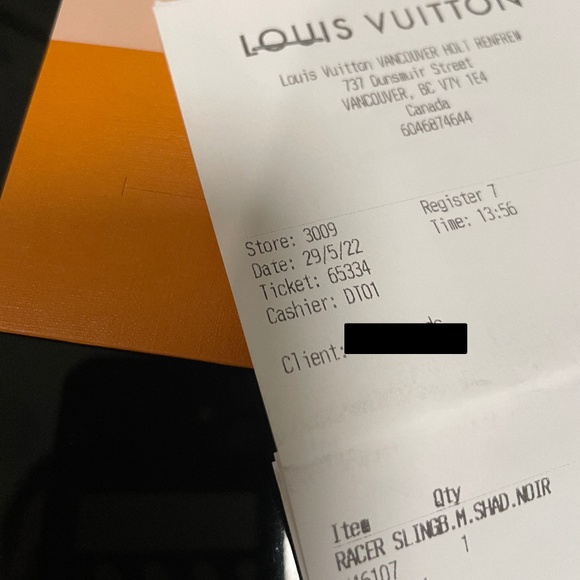 LOUIS VUITTON
Louis Vuitton VANCOUVER HOLT RENFREW
737 Dunsmuir Street
VANCOUVER, BC V7Y 1E4
Canada
6046874644
Register 7
Store: 3009
Time: 13:56
Date: 29/5/22
Ticket: 65334
Cashier: DT01
Client:
Item Qty
RACER SLINGB.M.SHAD.NOIR
1